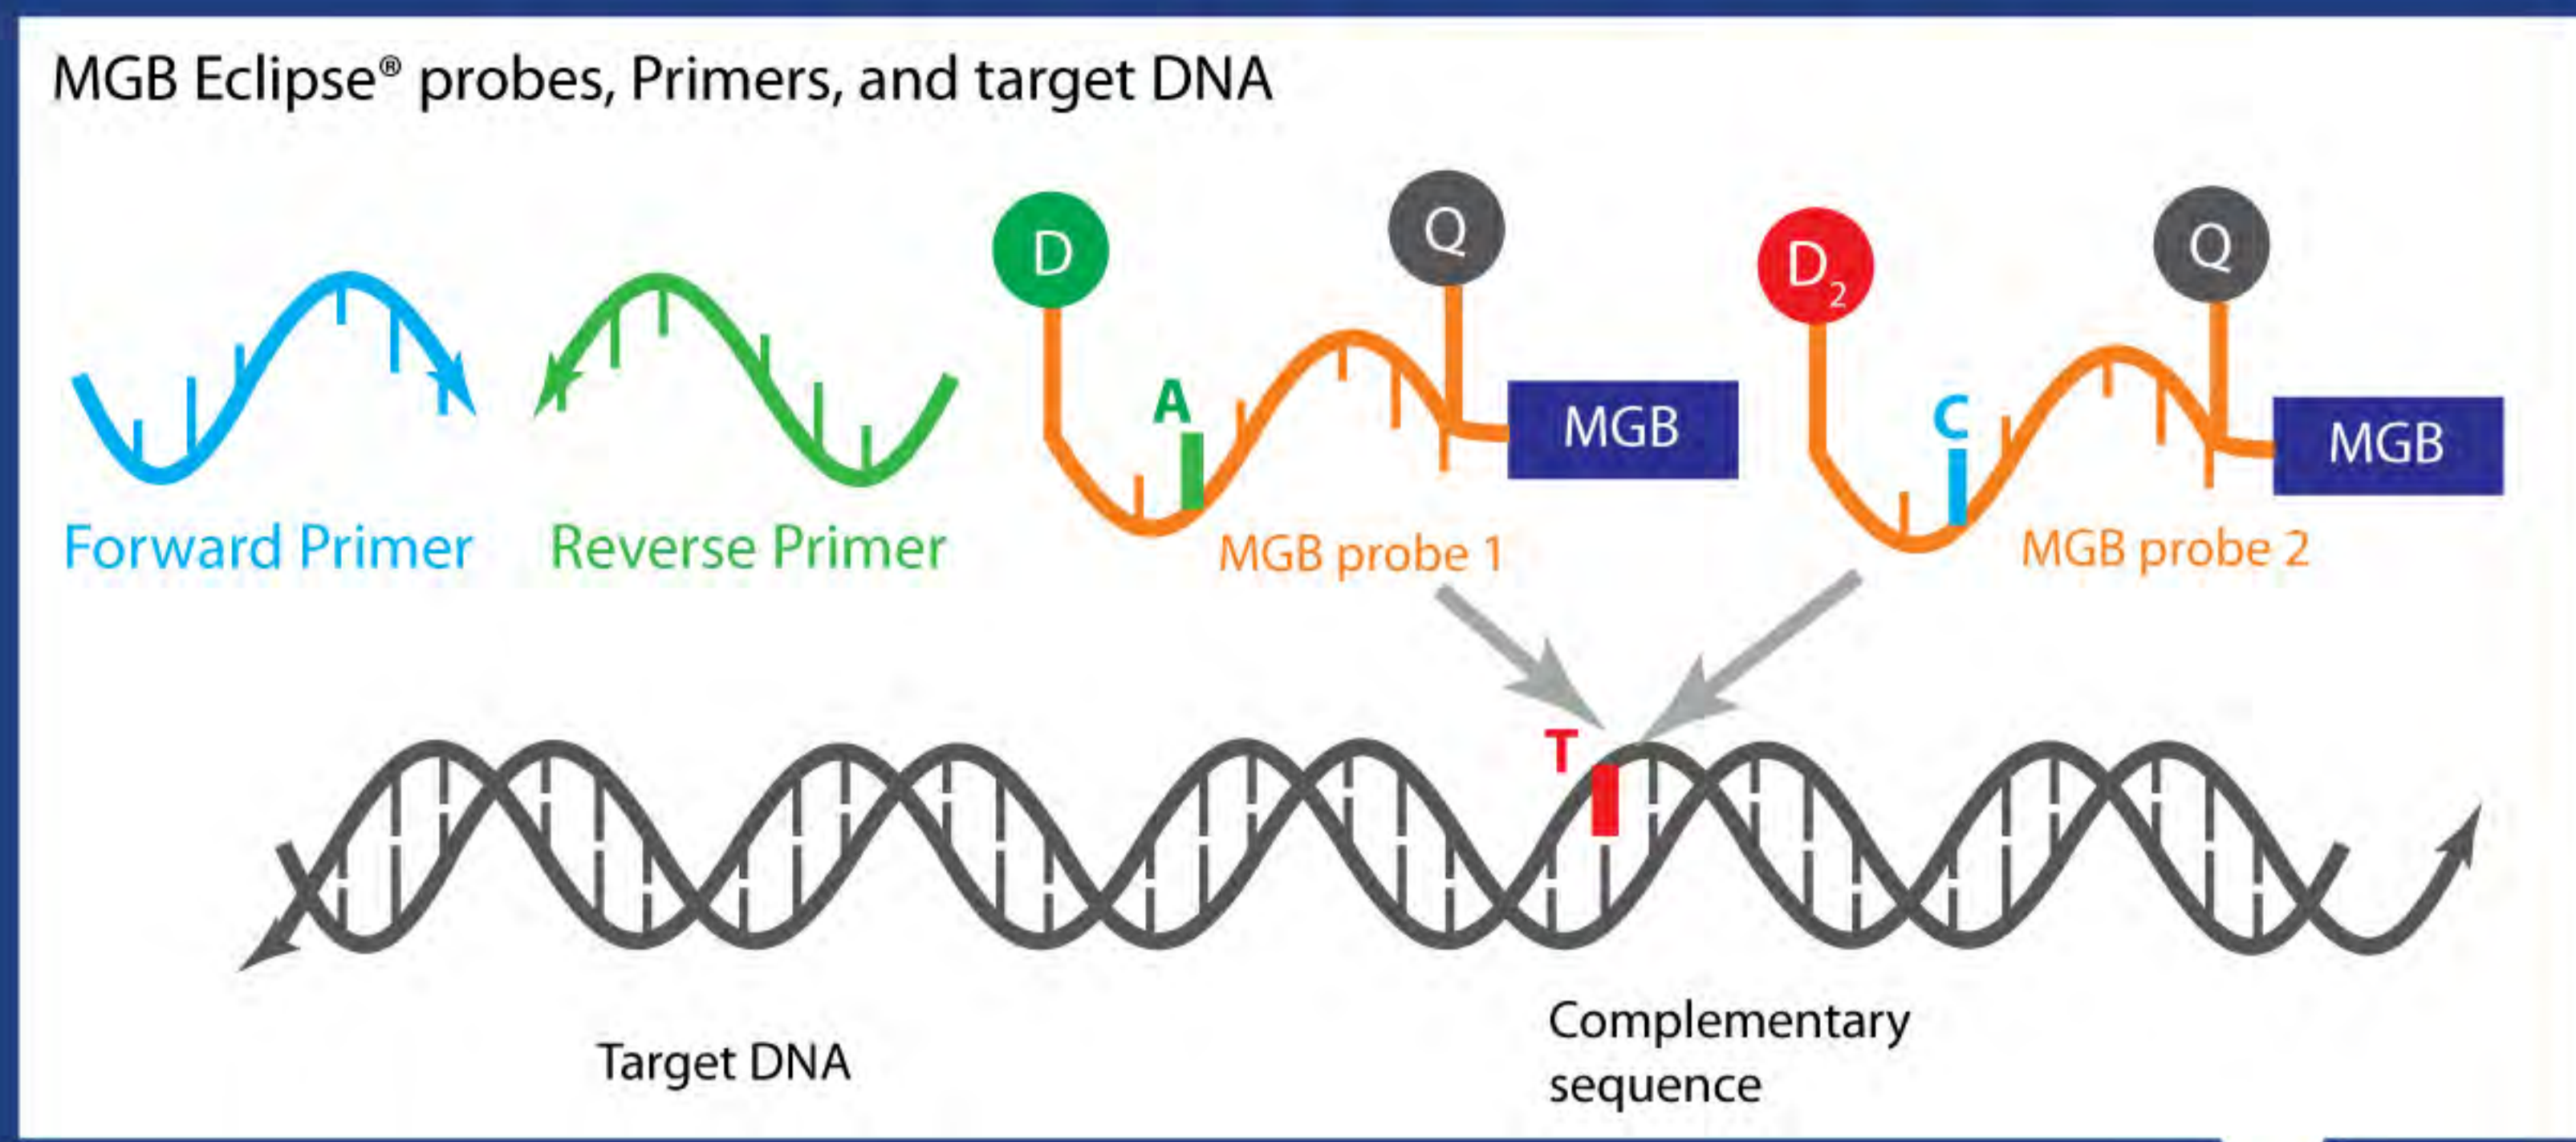 MGB Eclipse® probes, Primers, and target DNA
D
Q
D₂
Q
A
MGB
C
MGB
Forward Primer
Reverse Primer
MGB probe 1
MGB probe 2
T
Target DNA
Complementary
sequence